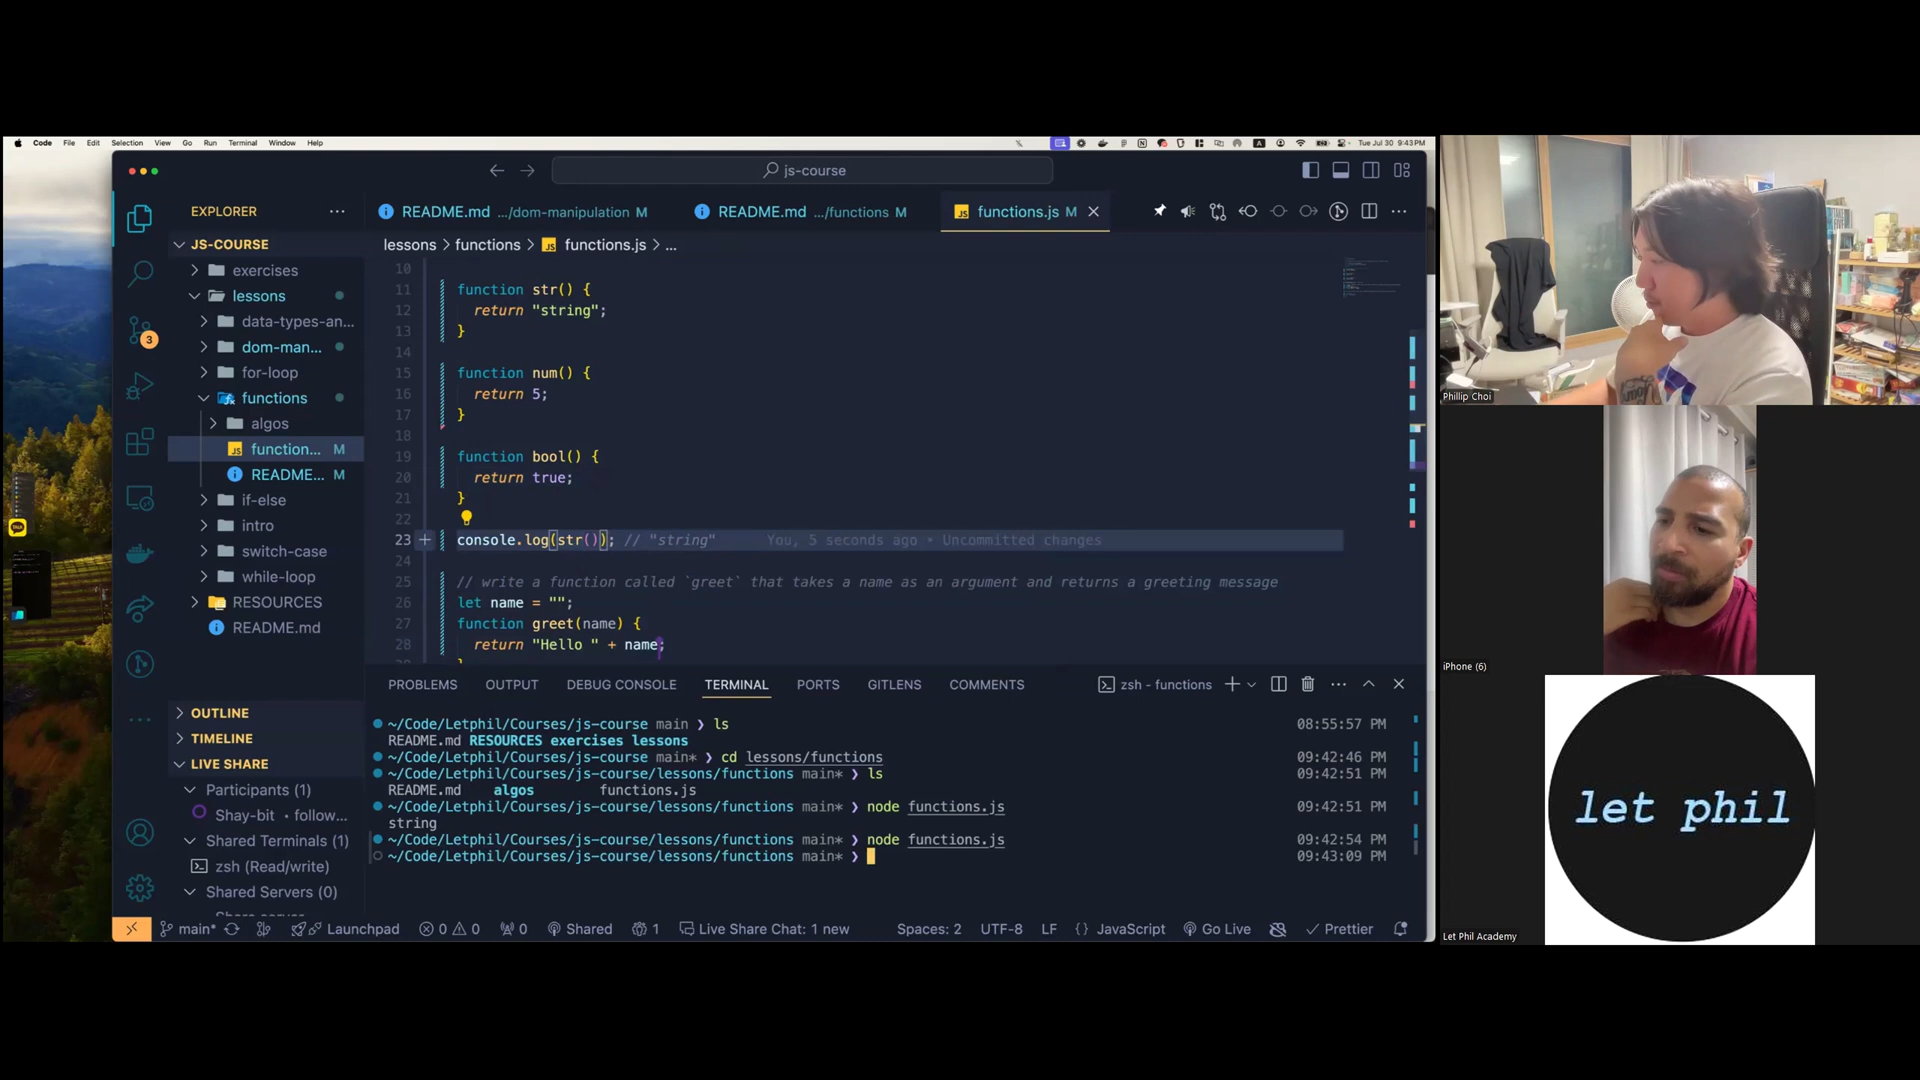 Code File Edit Selection View Go Run Terminal Window Help
Tue Jul 30 9:43PM
js-course
EXPLORER
README.md .../dom-manipulation M
README.md .../functions M
JS functions.js M
JS-COURSE
exercises
lessons
data-types-an...
dom-man...
for-loop
functions
algos
JS function... M
README... M
if-else
intro
switch-case
while-loop
RESOURCES
README.md
OUTLINE
TIMELINE
LIVE SHARE
Participants (1)
Shay-bit • follow...
Shared Terminals (1)
zsh (Read/write)
Shared Servers (0)
3
lessons > functions > JS functions.js > ...
10
11 function str() {
12 return "string";
13 }
14
15 function num() {
16 return 5;
17 }
18
19 function bool() {
20 return true;
21 }
22
23 console.log(str()); // "string" You, 5 seconds ago • Uncommitted changes
24
25 // write a function called `greet` that takes a name as an argument and returns a greeting message
26 let name = "";
27 function greet(name) {
28 return "Hello " + name;
PROBLEMS OUTPUT DEBUG CONSOLE TERMINAL PORTS GITLENS COMMENTS
zsh - functions
~/Code/Letphil/Courses/js-course main ❯ ls 08:55:57 PM
README.md RESOURCES exercises lessons
~/Code/Letphil/Courses/js-course main* ❯ cd lessons/functions 09:42:46 PM
~/Code/Letphil/Courses/js-course/lessons/functions main* ❯ ls 09:42:51 PM
README.md algos functions.js
~/Code/Letphil/Courses/js-course/lessons/functions main* ❯ node functions.js 09:42:51 PM
string
~/Code/Letphil/Courses/js-course/lessons/functions main* ❯ node functions.js 09:42:54 PM
~/Code/Letphil/Courses/js-course/lessons/functions main* ❯ 09:43:09 PM
main* Launchpad 0 0 0 Shared 1 Live Share Chat: 1 new Spaces: 2 UTF-8 LF {} JavaScript Go Live Prettier
Phillip Choi
iPhone (6)
let phil
Let Phil Academy